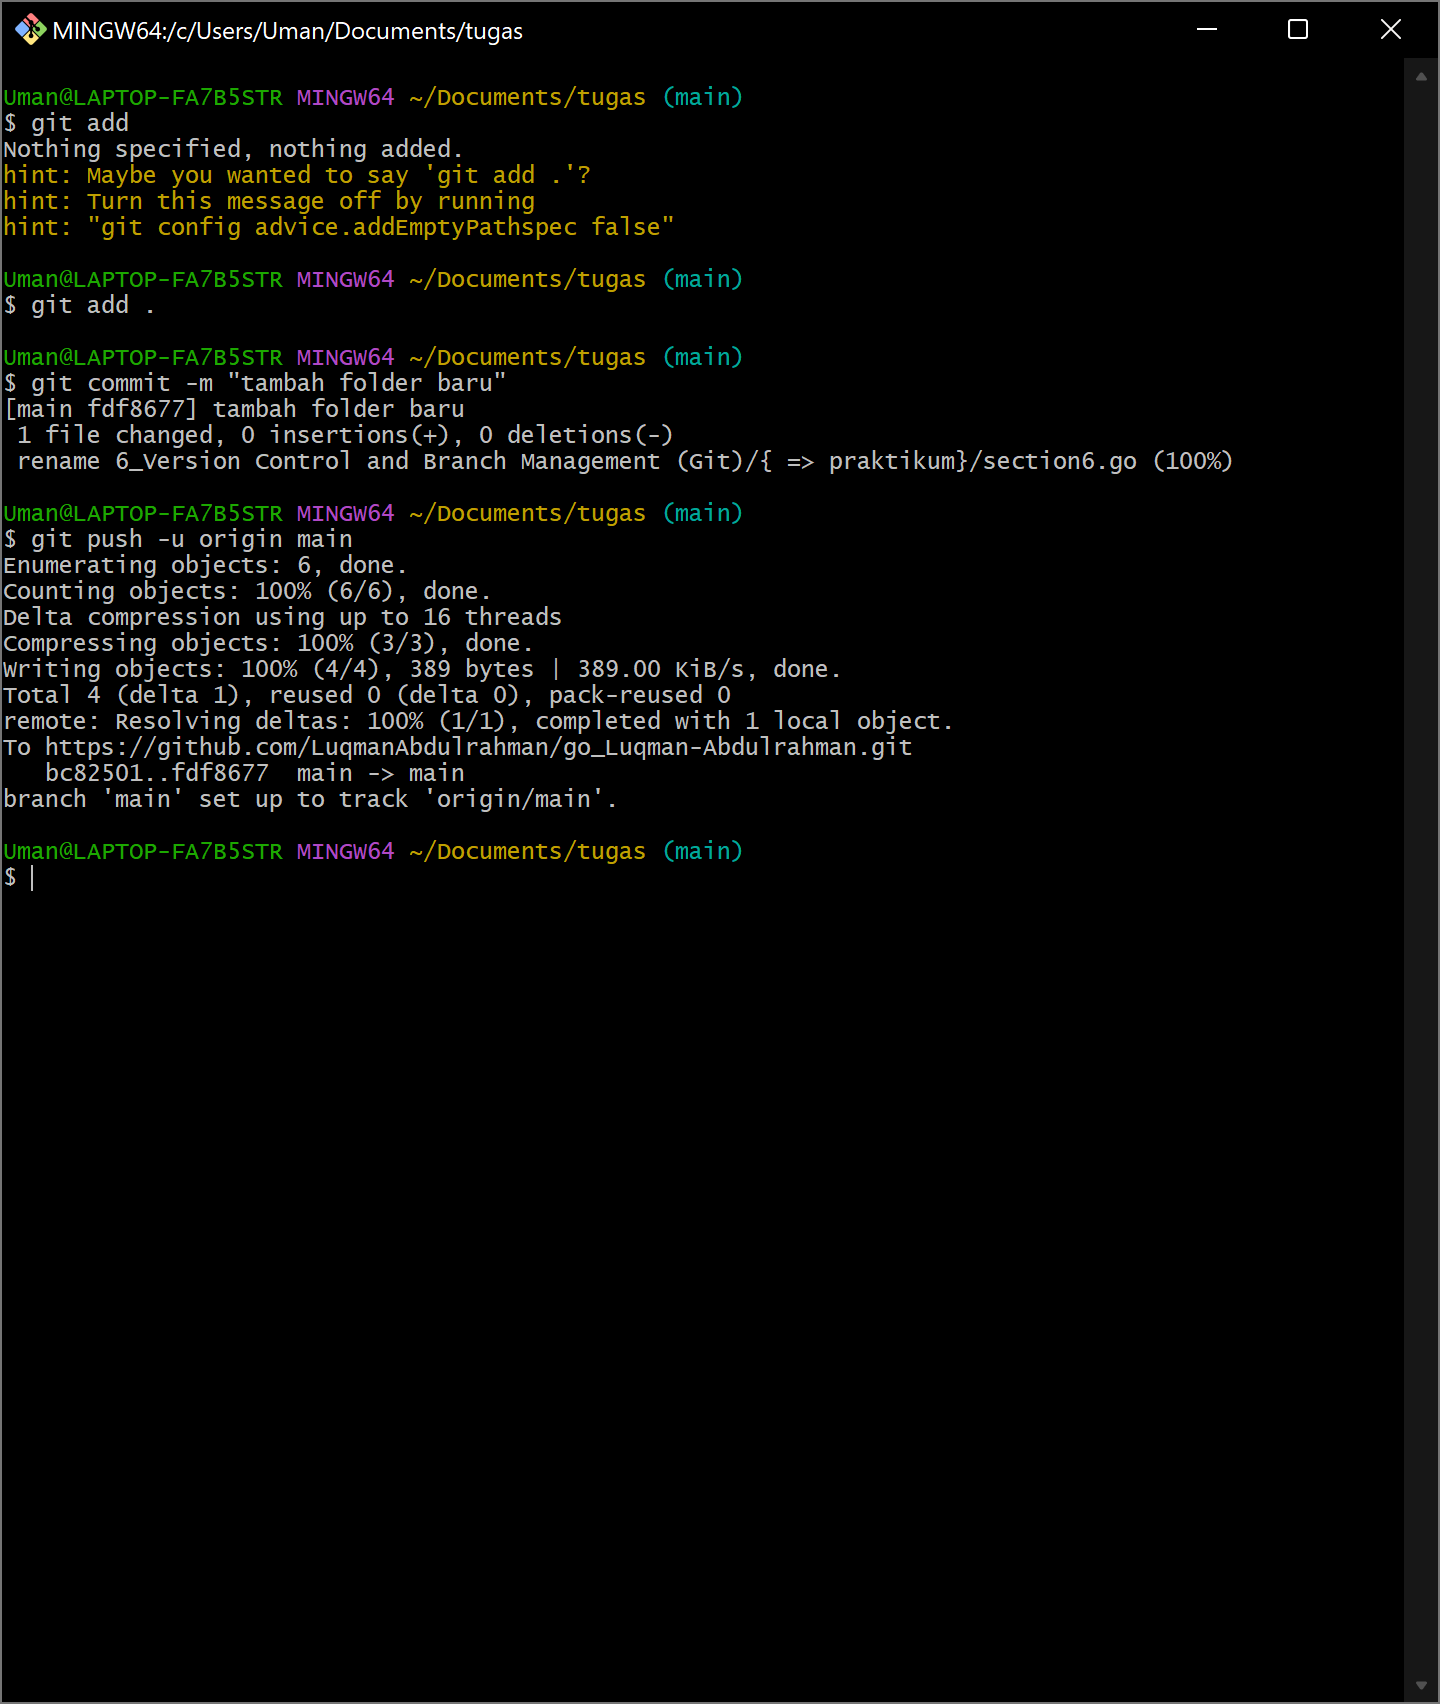 MINGW64:/c/Users/Uman/Documents/tugas
Uman@LAPTOP-FA7B5STR MINGW64 ~/Documents/tugas (main)
$ git add
Nothing specified, nothing added.
hint: Maybe you wanted to say 'git add .'?
hint: Turn this message off by running
hint: "git config advice.addEmptyPathspec false"
Uman@LAPTOP-FA7B5STR MINGW64 ~/Documents/tugas (main)
$ git add .
Uman@LAPTOP-FA7B5STR MINGW64 ~/Documents/tugas (main)
$ git commit -m "tambah folder baru"
[main fdf8677] tambah folder baru
 1 file changed, 0 insertions(+), 0 deletions(-)
 rename 6_Version Control and Branch Management (Git)/{ => praktikum}/section6.go (100%)
Uman@LAPTOP-FA7B5STR MINGW64 ~/Documents/tugas (main)
$ git push -u origin main
Enumerating objects: 6, done.
Counting objects: 100% (6/6), done.
Delta compression using up to 16 threads
Compressing objects: 100% (3/3), done.
Writing objects: 100% (4/4), 389 bytes | 389.00 KiB/s, done.
Total 4 (delta 1), reused 0 (delta 0), pack-reused 0
remote: Resolving deltas: 100% (1/1), completed with 1 local object.
To https://github.com/LuqmanAbdulrahman/go_Luqman-Abdulrahman.git
   bc82501..fdf8677  main -> main
branch 'main' set up to track 'origin/main'.
Uman@LAPTOP-FA7B5STR MINGW64 ~/Documents/tugas (main)
$